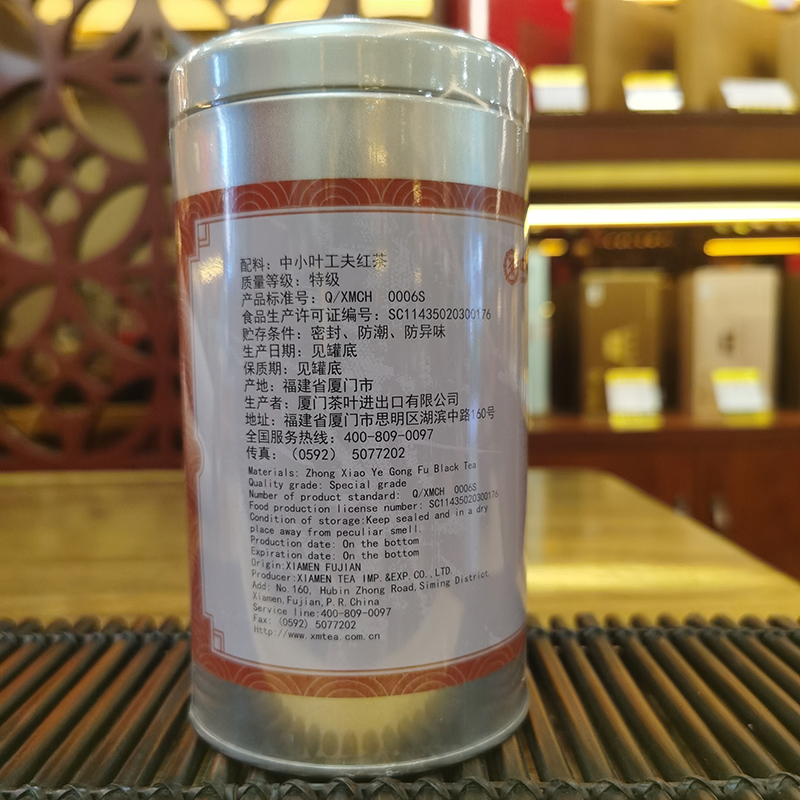 配料：中小叶工夫红茶
质量等级：特级
产品标准号：Q/XMCH 0006S
食品生产许可证编号：SC11435020300176
贮存条件：密封、防潮、防异味
生产日期：见罐底
保质期：见罐底
产地：福建省厦门市
生产者：厦门茶叶进出口有限公司
地址：福建省厦门市思明区湖滨中路160号
全国服务热线：400-809-0097
传真：（0592） 5077202
Materials: Zhong Xiao Ye Gong Fu Black Tea
Quality grade: Special grade
Number of product standard: Q/XMCH 0006S
Food production license number: SC11435020300176
Condition of storage:Keep sealed and in a dry
place away from peculiar smell.
Production date: On the bottom
Expiration date: On the bottom
Origin:XIAMEN FUJIAN
Producer:XIAMEN TEA IMP.&EXP.CO.,LTD.
Add: No.160, Hubin Zhong Road,Siming District
Xiamen,Fujian,P.R.China
Service line:400-809-0097
Fax: (0592) 5077202
Http://www.xmtea.com.cn